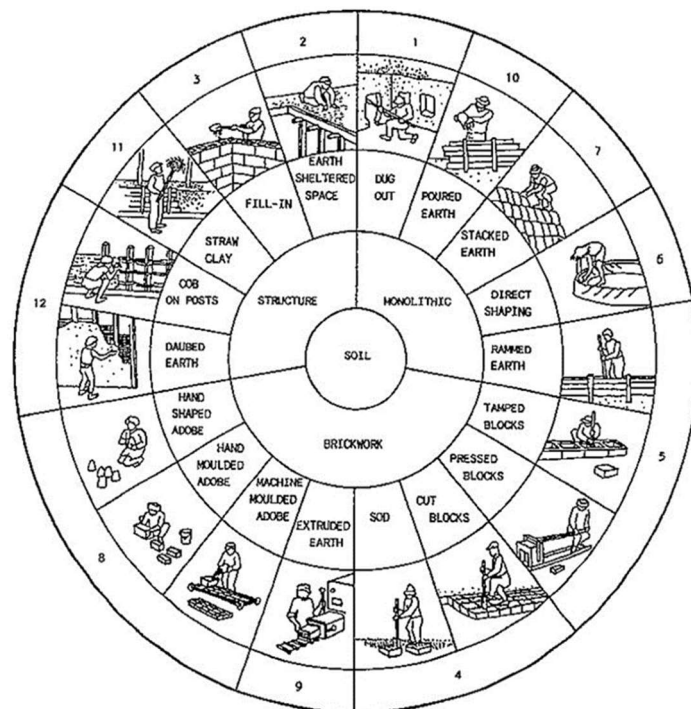 2
1
3
10
11
7
EARTH
SHELTERED
SPACE
DUG
OUT
FILL-IN
POURED
EARTH
STRAW
CLAY
STACKED
EARTH
6
COB
ON POSTS
STRUCTURE
MONOLITHIC
DIRECT
SHAPING
12
DAUBED
EARTH
SOIL
RAMMED
EARTH
HAND
SHAPED
ADOBE
TAMPED
BLOCKS
BRICKWORK
HAND
MOULDED
ADOBE
PRESSED
BLOCKS
5
MACHINE
MOULDED
ADOBE
EXTRUDED
EARTH
SOD
CUT
BLOCKS
8
9
4